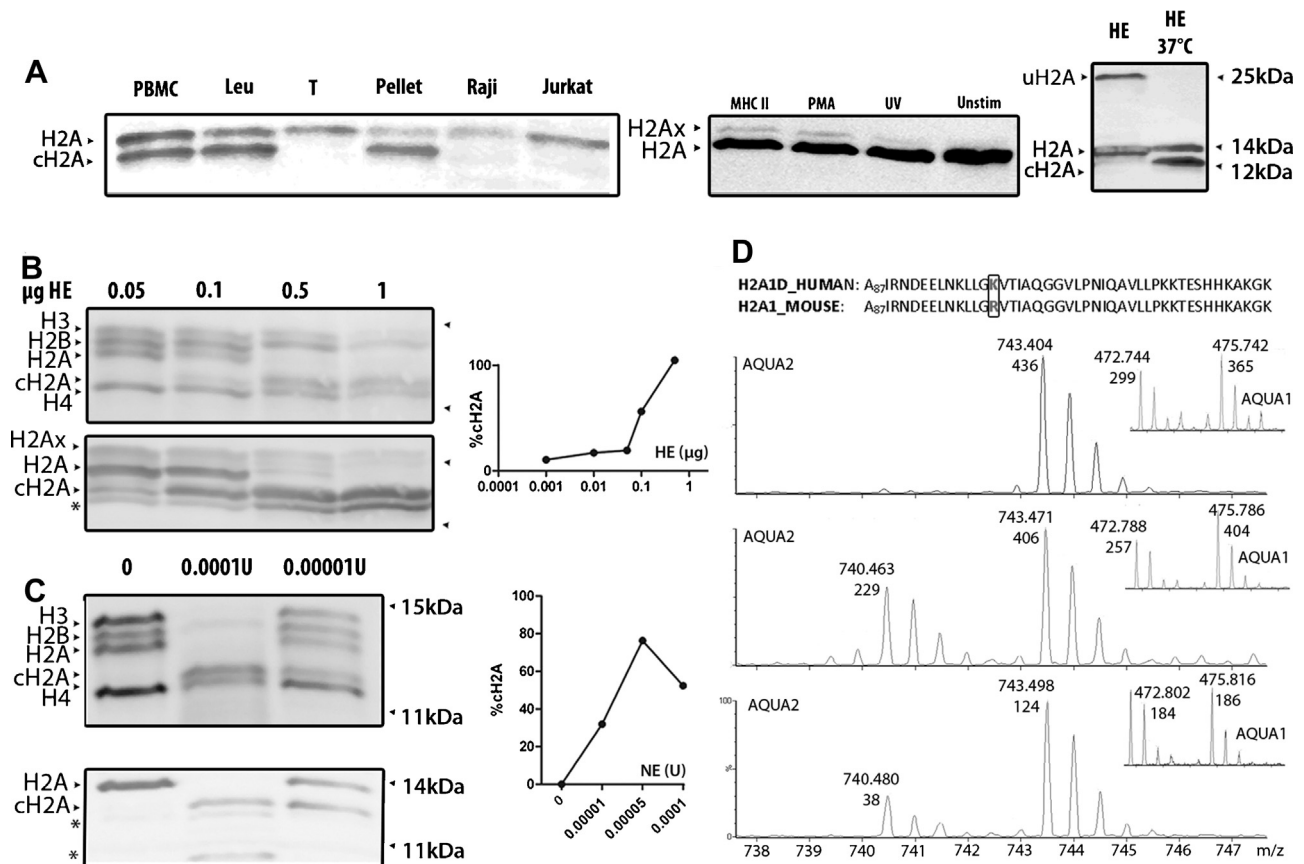 A
PBMC Leu T Pellet Raji Jurkat
H2A
cH2A
MHC II PMA UV Unstim
H2Ax
H2A
HE HE 37°C
uH2A 25kDa
H2A 14kDa
cH2A 12kDa
B
µg HE 0.05 0.1 0.5 1
H3
H2B
H2A
cH2A
H4
H2Ax
H2A
cH2A
*
100
%cH2A
0
HE (µg)
0.0001 0.001 0.01 0.1 1
C
0 0.0001U 0.00001U
H3 15kDa
H2B
H2A
cH2A
H4 11kDa
H2A 14kDa
cH2A
*
* 11kDa
100
80
60
40
20
0
%cH2A
NE (U)
0 0.00001 0.00005 0.0001
D
H2A1D_HUMAN: A87IRNDEELNKLLGKVTIAQGGVLPNIQAVLLPKKTESHHKAKGK
H2A1_MOUSE: A87IRNDEELNKLLGRVTIAQGGVLPNIQAVLLPKKTESHHKAKGK
AQUA2
743.404
436
472.744
299
475.742
365
AQUA1
AQUA2
740.463
229
743.471
406
472.788
257
475.786
404
AQUA1
100
AQUA2
%
0
740.480
38
743.498
124
472.802
184
475.816
186
AQUA1
738 739 740 741 742 743 744 745 746 747 m/z